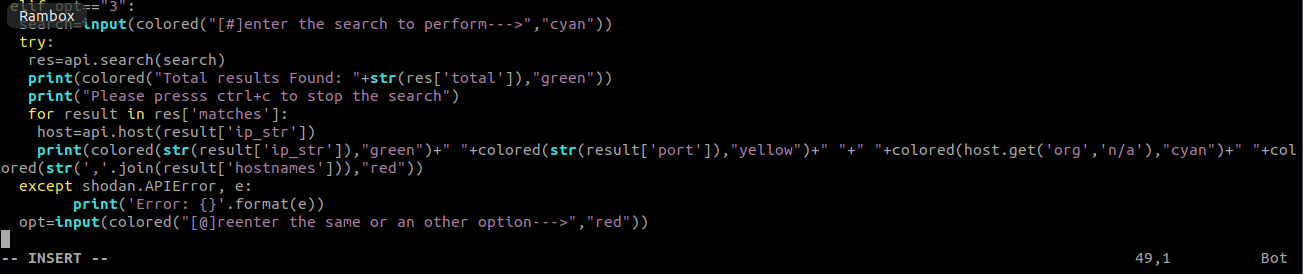 elif opt=="3":
Rambox
search=input(colored("[#]enter the search to perform--->","cyan"))
try:
res=api.search(search)
print(colored("Total results Found: "+str(res['total']),"green"))
print("Please presss ctrl+c to stop the search")
for result in res['matches']:
host=api.host(result['ip_str'])
print(colored(str(result['ip_str']),"green")+" "+colored(str(result['port']),"yellow")+" "+" "+colored(host.get('org','n/a'),"cyan")+" "+col
ored(str(','.join(result['hostnames'])),"red"))
except shodan.APIError, e:
print('Error: {}'.format(e))
opt=input(colored("[@]reenter the same or an other option--->","red"))
-- INSERT -- 49,1 Bot